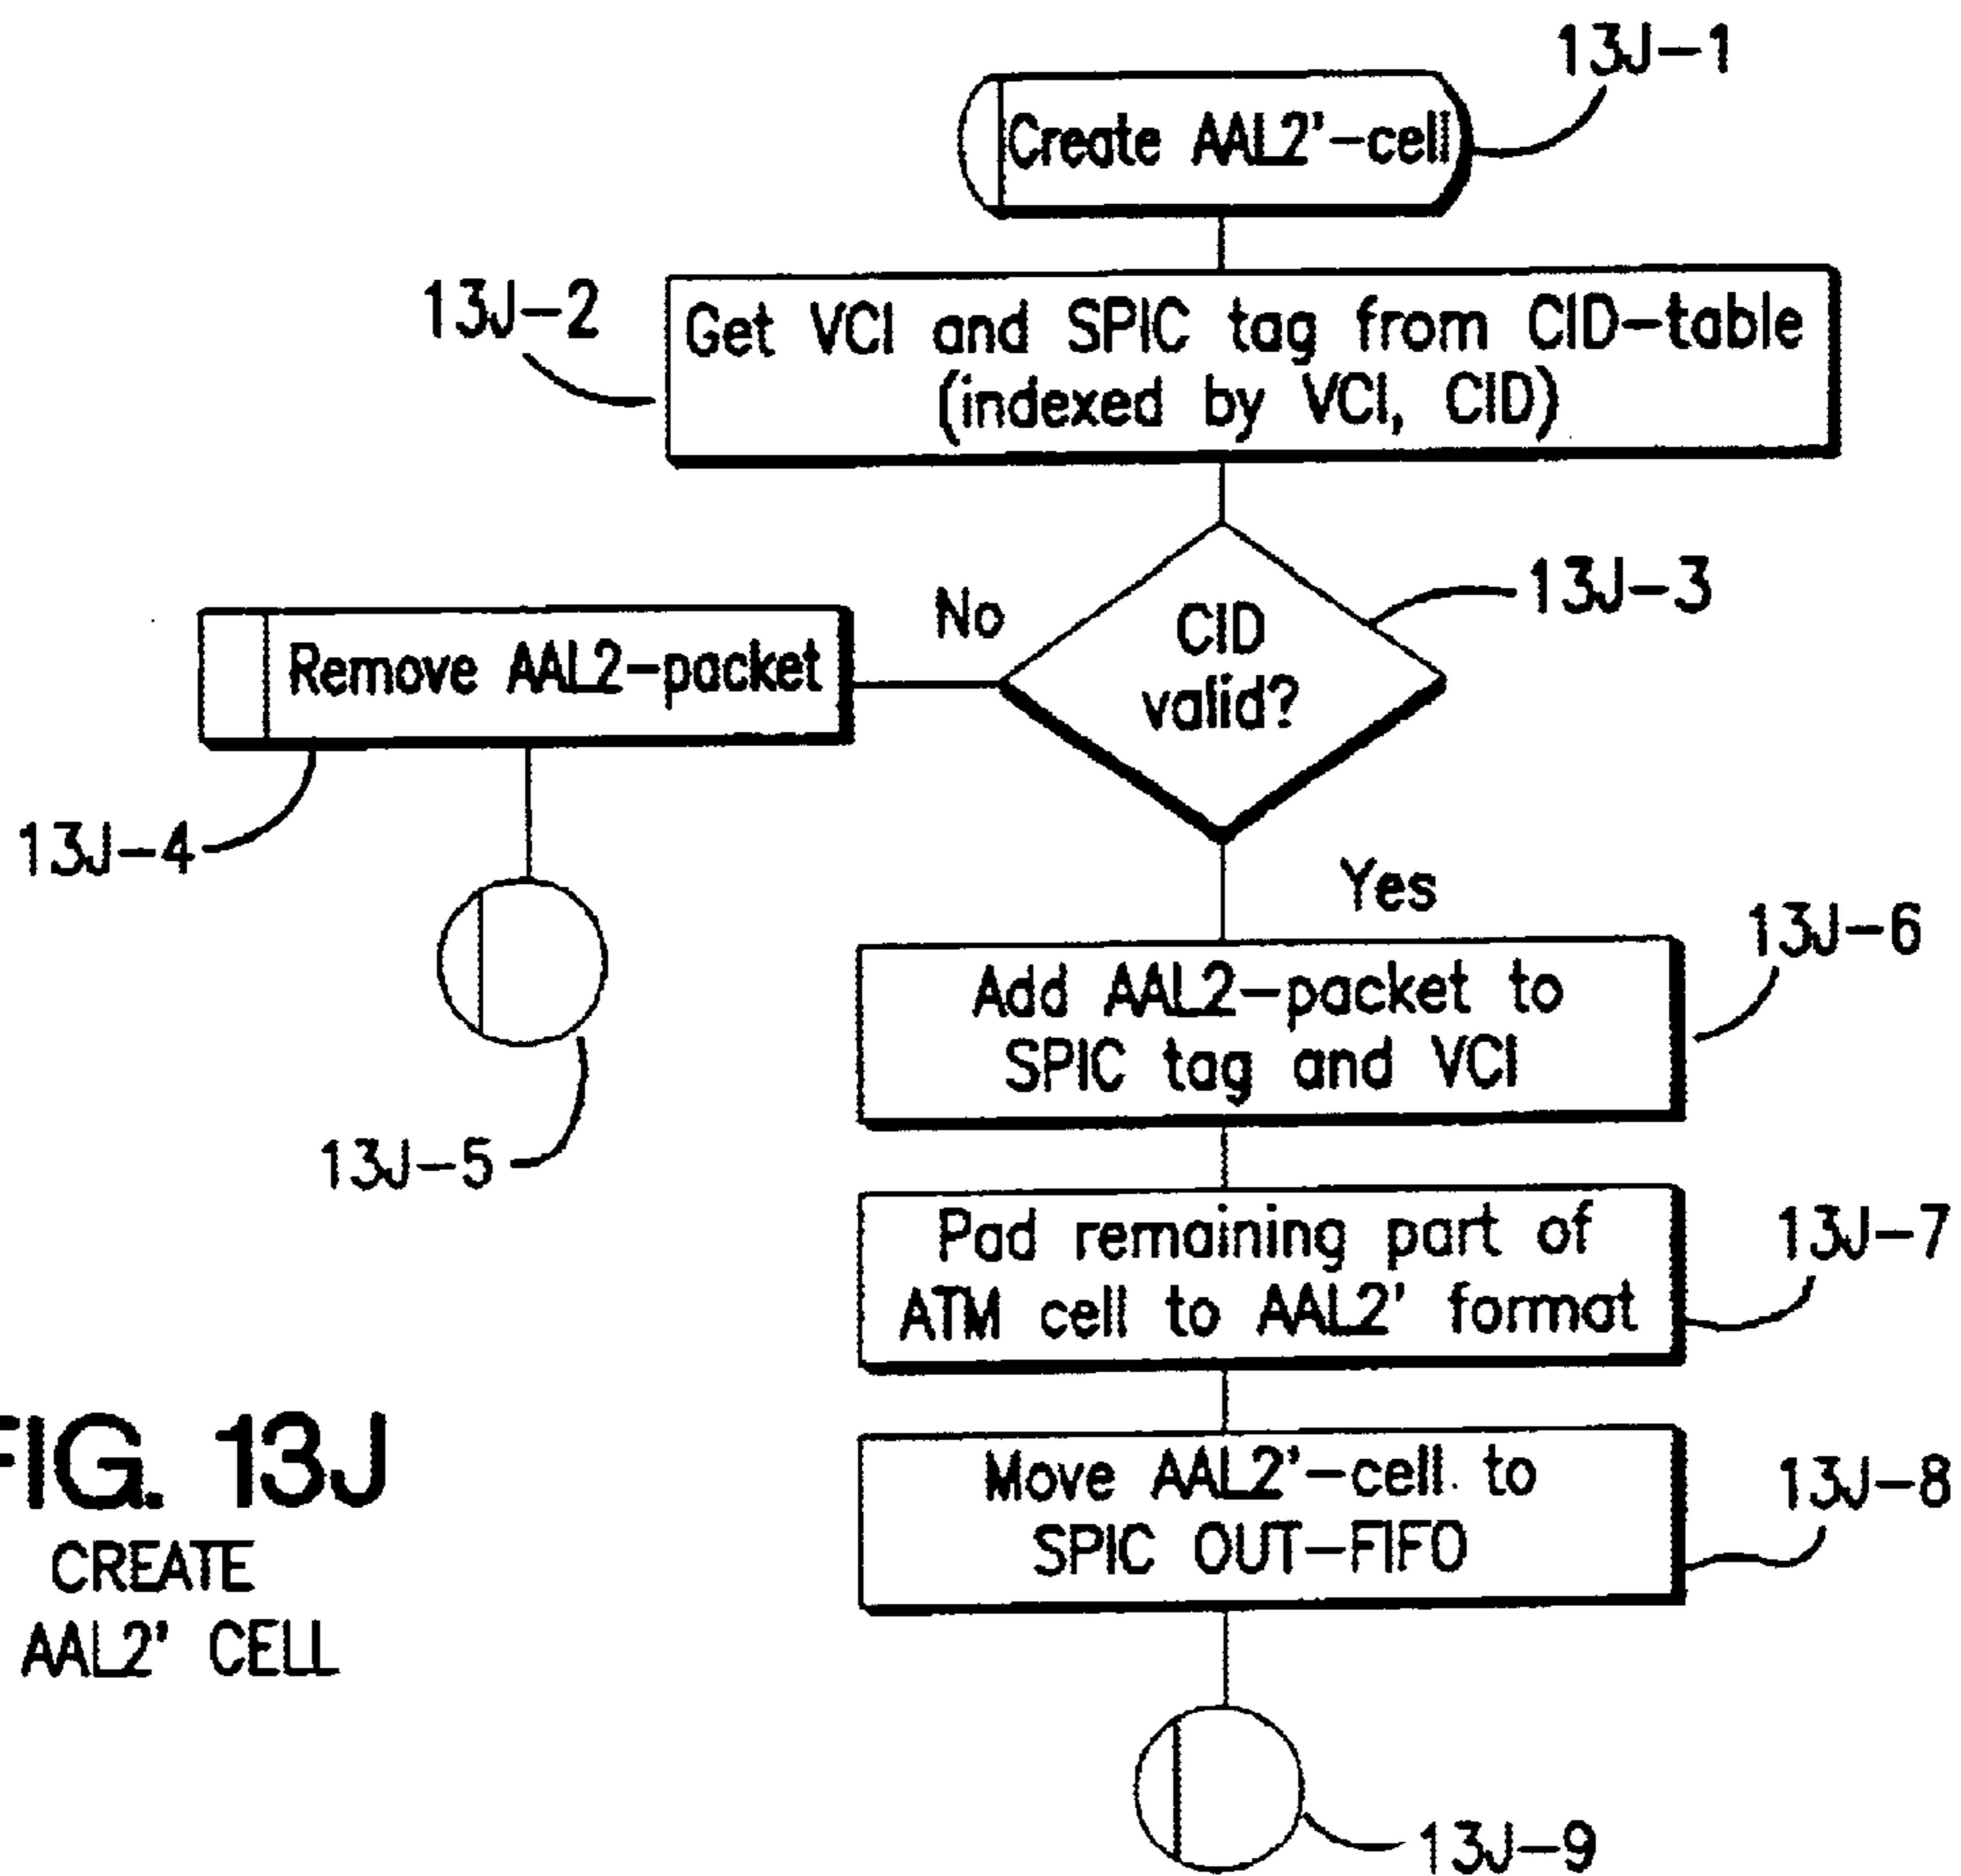 13J-1
Create AAL2'-cell
13J-2
Get VCI and SPIC tag from CID-table
(indexed by VCI, CID)
13J-3
No
CID
valid?
Remove AAL2-packet
13J-4
Yes
13J-5
13J-6
Add AAL2-packet to
SPIC tag and VCI
13J-7
Pad remaining part of
ATM cell to AAL2' format
13J-8
Move AAL2'-cell to
SPIC OUT-FIFO
13J-9
FIG. 13J
CREATE
AAL2' CELL